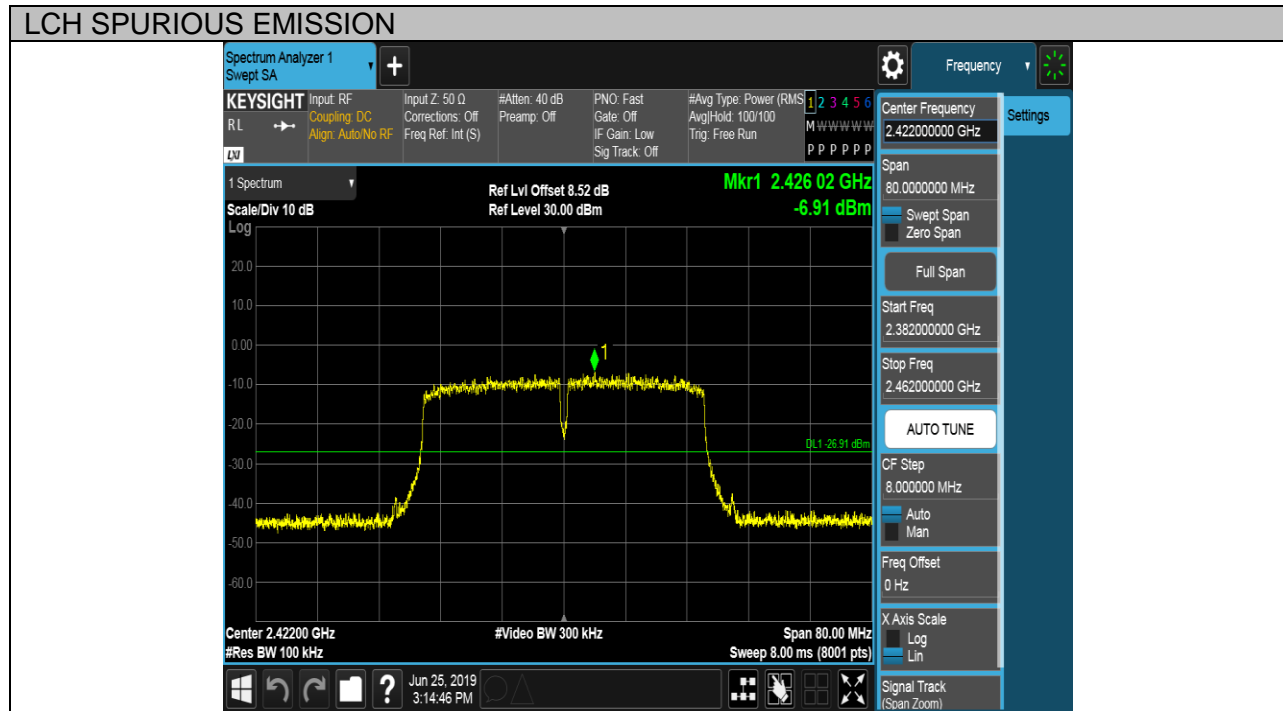 LCH SPURIOUS EMISSION
Spectrum Analyzer 1
Swept SA
Frequency
KEYSIGHT
RL
LXI
Input: RF
Coupling: DC
Align: Auto/No RF
Input Z: 50 Ω
Corrections: Off
Freq Ref: Int (S)
#Atten: 40 dB
Preamp: Off
PNO: Fast
Gate: Off
IF Gain: Low
Sig Track: Off
#Avg Type: Power (RMS
Avg|Hold: 100/100
Trig: Free Run
1 2 3 4 5 6
M W W W W W
P P P P P P
1 Spectrum
Scale/Div 10 dB
Ref Lvl Offset 8.52 dB
Ref Level 30.00 dBm
Mkr1 2.426 02 GHz
-6.91 dBm
Log
20.0
10.0
0.00
-10.0
-20.0
-30.0
-40.0
-50.0
-60.0
1
DL1 -26.91 dBm
Center 2.42200 GHz
#Res BW 100 kHz
#Video BW 300 kHz
Span 80.00 MHz
Sweep 8.00 ms (8001 pts)
?
Jun 25, 2019
3:14:46 PM
Center Frequency
2.422000000 GHz
Settings
Span
80.0000000 MHz
Swept Span
Zero Span
Full Span
Start Freq
2.382000000 GHz
Stop Freq
2.462000000 GHz
AUTO TUNE
CF Step
8.000000 MHz
Auto
Man
Freq Offset
0 Hz
X Axis Scale
Log
Lin
Signal Track
(Span Zoom)